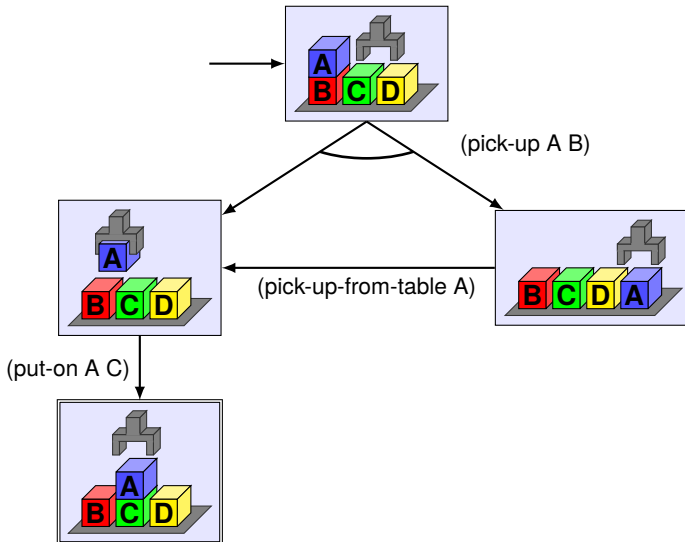 A
B C D
(pick-up A B)
A
B C D
(pick-up-from-table A)
B C D A
(put-on A C)
A
B C D